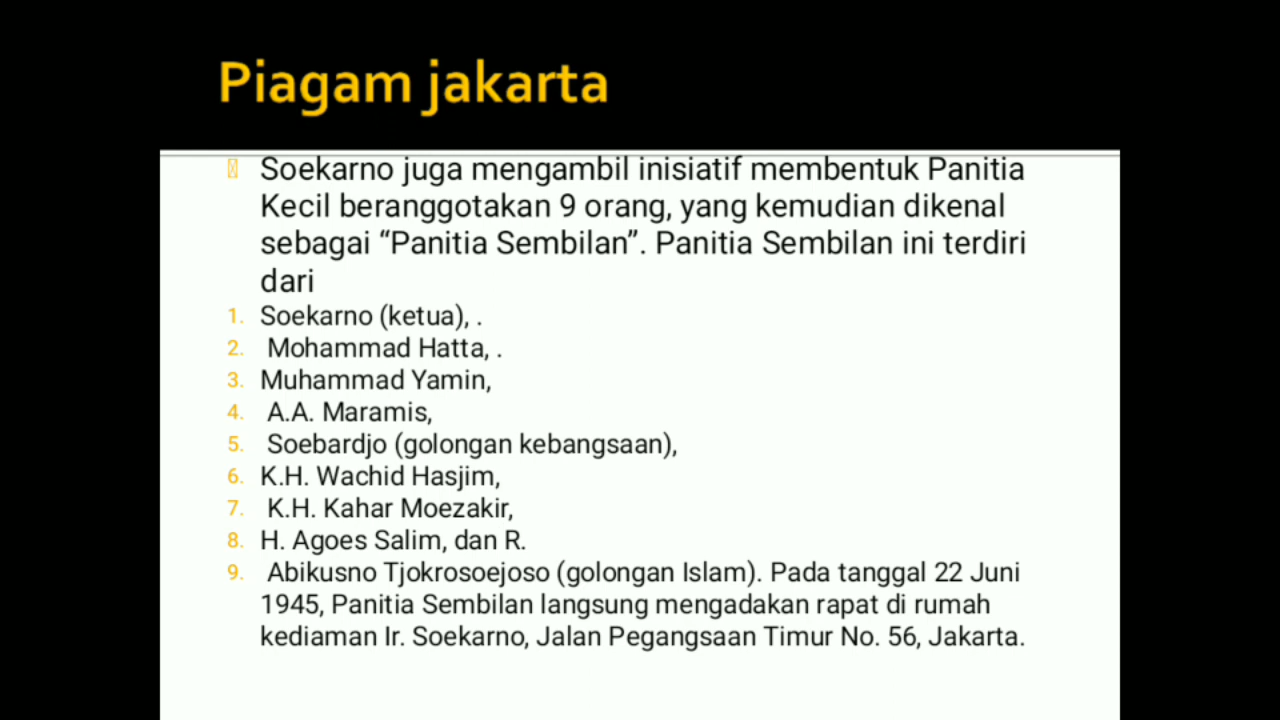 Piagam jakarta
Soekarno juga mengambil inisiatif membentuk Panitia
Kecil beranggotakan 9 orang, yang kemudian dikenal
sebagai “Panitia Sembilan”. Panitia Sembilan ini terdiri
dari
1. Soekarno (ketua), .
2. Mohammad Hatta, .
3. Muhammad Yamin,
4. A.A. Maramis,
5. Soebardjo (golongan kebangsaan),
6. K.H. Wachid Hasjim,
7. K.H. Kahar Moezakir,
8. H. Agoes Salim, dan R.
9. Abikusno Tjokrosoejoso (golongan Islam). Pada tanggal 22 Juni
1945, Panitia Sembilan langsung mengadakan rapat di rumah
kediaman Ir. Soekarno, Jalan Pegangsaan Timur No. 56, Jakarta.